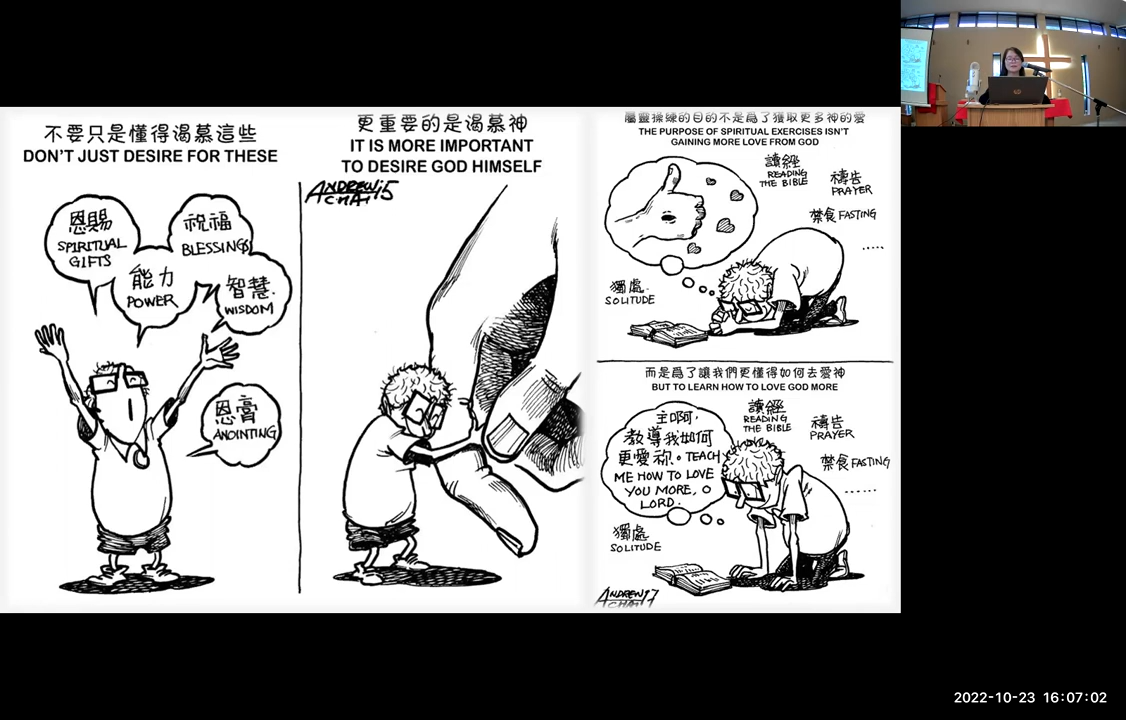 不要只是懂得渴慕這些
DON'T JUST DESIRE FOR THESE
恩賜
SPIRITUAL
GIFTS
祝福
BLESSINGS
能力
POWER
智慧
WISDOM
恩膏
ANOINTING
更重要的是渴慕神
IT IS MORE IMPORTANT
TO DESIRE GOD HIMSELF
ANDREW
CHAI
15
屬靈操練的目的不是爲了獲取更多神的愛
THE PURPOSE OF SPIRITUAL EXERCISES ISN'T
GAINING MORE LOVE FROM GOD
讀經
READING
THE BIBLE
禱告
PRAYER
禁食 FASTING
.....
獨處
SOLITUDE
而是爲了讓我們更懂得如何去愛神
BUT TO LEARN HOW TO LOVE GOD MORE
主啊,
教導我如何
更愛祢。TEACH
ME HOW TO LOVE
YOU MORE, O
LORD.
讀經
READING
THE BIBLE
禱告
PRAYER
禁食 FASTING
......
獨處
SOLITUDE
ANDREW 17
CHAI
2022-10-23 16:07:02